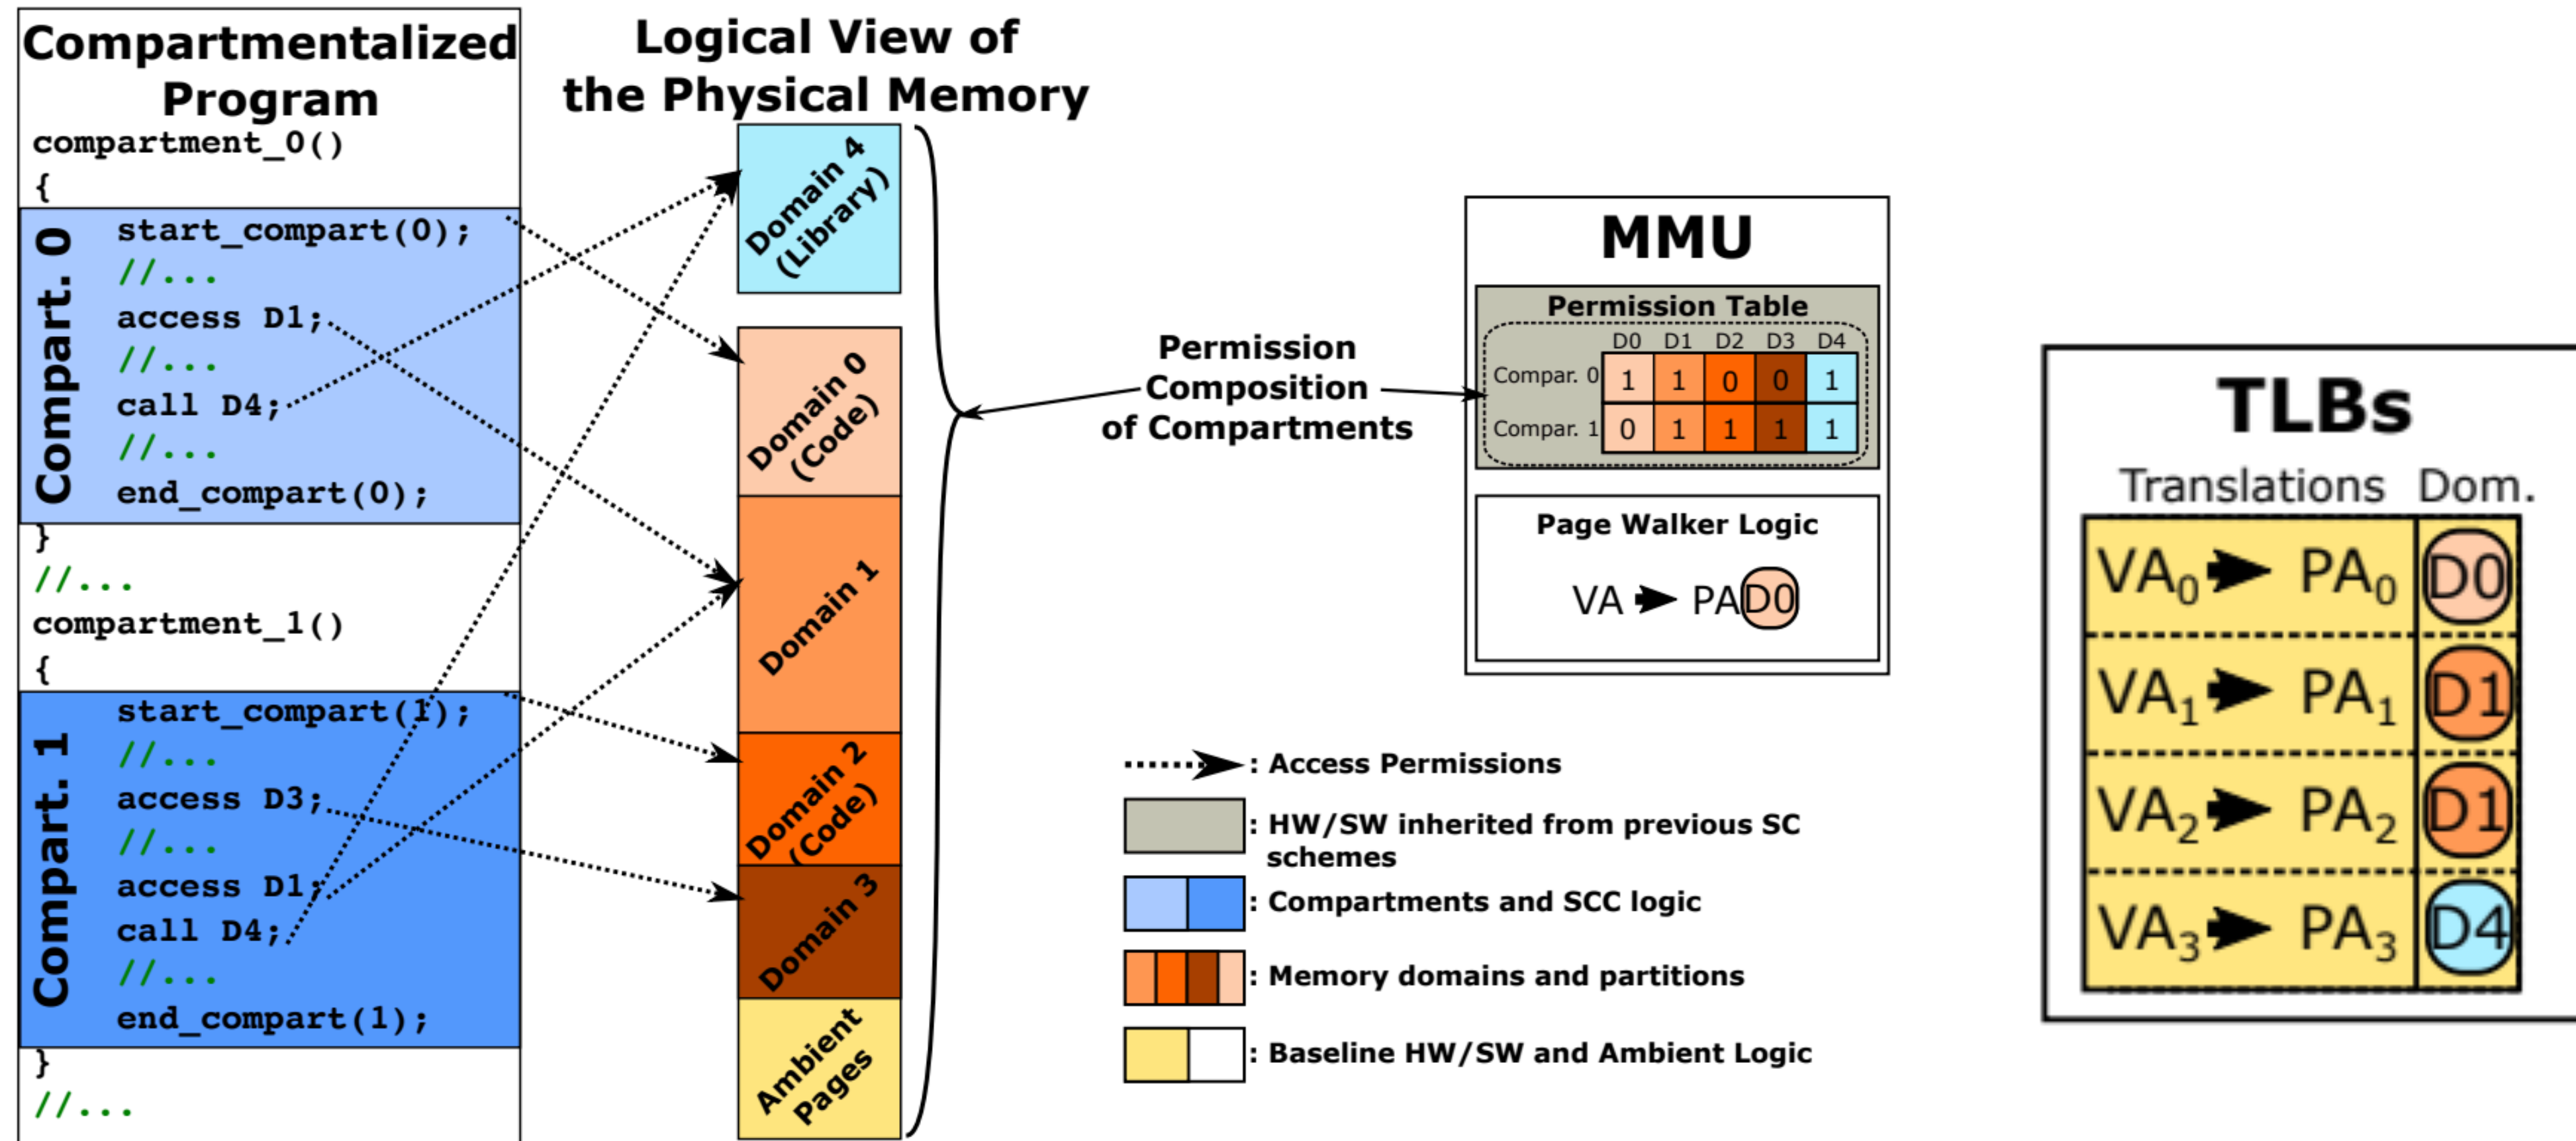 Compartmentalized
Program
compartment_0()
{
Compart. 0
start_compart(0);
//...
access D1;
//...
call D4;
//...
end_compart(0);
}
//...
compartment_1()
{
Compart. 1
start_compart(1);
//...
access D3;
//...
access D1;
call D4;
//...
end_compart(1);
}
//...
Logical View of
the Physical Memory
Domain 4
(Library)
Domain 0
(Code)
Domain 1
Domain 2
(Code)
Domain 3
Ambient
Pages
Permission
Composition
of Compartments
MMU
Permission Table
D0 D1 D2 D3 D4
Compar. 0 1 1 0 0 1
Compar. 1 0 1 1 1 1
Page Walker Logic
VA PA D0
: Access Permissions
: HW/SW inherited from previous SC
schemes
: Compartments and SCC logic
: Memory domains and partitions
: Baseline HW/SW and Ambient Logic
TLBs
Translations Dom.
VA0 PA0 D0
VA1 PA1 D1
VA2 PA2 D1
VA3 PA3 D4